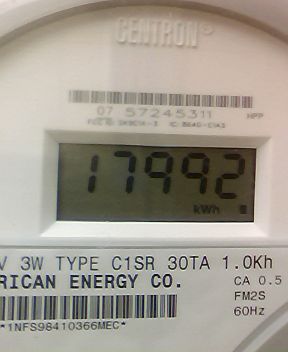 CENTRON®
07 57245311 HPP
17992
kWh
V 3W TYPE C1SR 30TA 1.0Kh
RICAN ENERGY CO. CA 0.5
FM2S
*1NFS98410366MEC* 60Hz